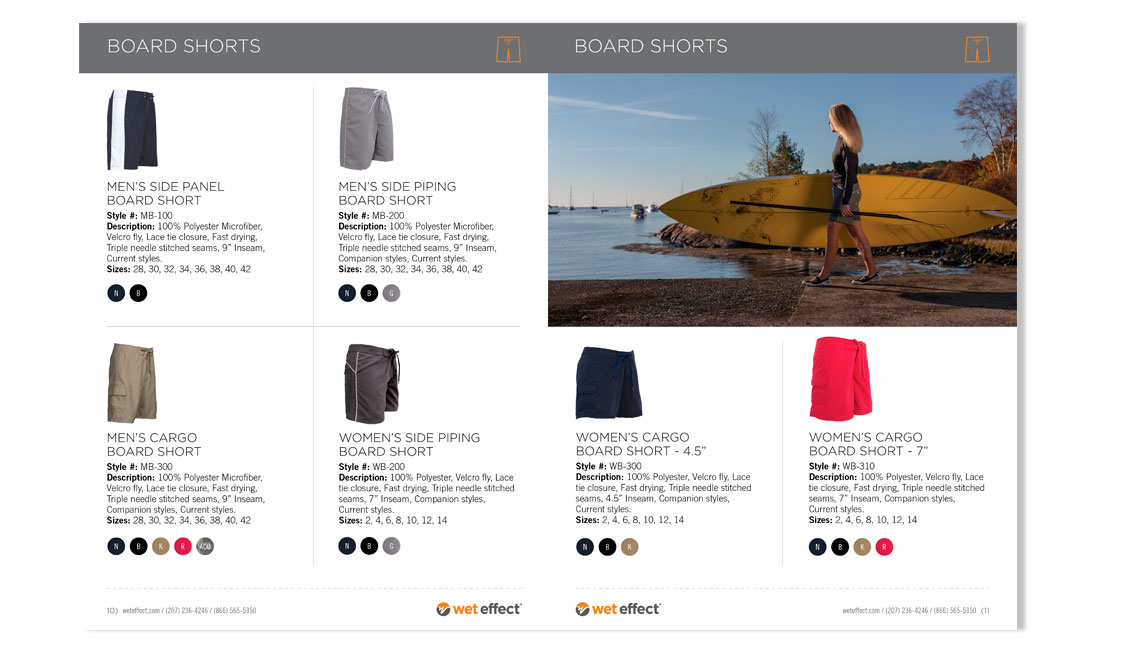 BOARD SHORTS
MEN’S SIDE PANEL
BOARD SHORT
Style #: MB-100
Description: 100% Polyester Microfiber,
Velcro fly, Lace tie closure, Fast drying,
Triple needle stitched seams, 9” Inseam,
Current styles.
Sizes: 28, 30, 32, 34, 36, 38, 40, 42
N B
MEN’S SIDE PIPING
BOARD SHORT
Style #: MB-200
Description: 100% Polyester Microfiber,
Velcro fly, Lace tie closure, Fast drying,
Triple needle stitched seams, 9” Inseam,
Companion styles, Current styles.
Sizes: 28, 30, 32, 34, 36, 38, 40, 42
N B G
MEN’S CARGO
BOARD SHORT
Style #: MB-300
Description: 100% Polyester Microfiber,
Velcro fly, Lace tie closure, Fast drying,
Triple needle stitched seams, 9” Inseam,
Companion styles, Current styles.
Sizes: 28, 30, 32, 34, 36, 38, 40, 42
N B K R ACU
WOMEN’S SIDE PIPING
BOARD SHORT
Style #: WB-200
Description: 100% Polyester, Velcro fly, Lace
tie closure, Fast drying, Triple needle stitched
seams, 7” Inseam, Companion styles,
Current styles.
Sizes: 2, 4, 6, 8, 10, 12, 14
N B G
10) weteffect.com / (207) 236-4246 / (866) 565-5350
wet effect
BOARD SHORTS
WOMEN’S CARGO
BOARD SHORT - 4.5”
Style #: WB-300
Description: 100% Polyester, Velcro fly, Lace
tie closure, Fast drying, Triple needle stitched
seams, 4.5” Inseam, Companion styles,
Current styles.
Sizes: 2, 4, 6, 8, 10, 12, 14
N B K
WOMEN’S CARGO
BOARD SHORT - 7”
Style #: WB-310
Description: 100% Polyester, Velcro fly, Lace
tie closure, Fast drying, Triple needle stitched
seams, 7” Inseam, Companion styles,
Current styles.
Sizes: 2, 4, 6, 8, 10, 12, 14
N B K R
wet effect
weteffect.com / (207) 236-4246 / (866) 565-5350 (11